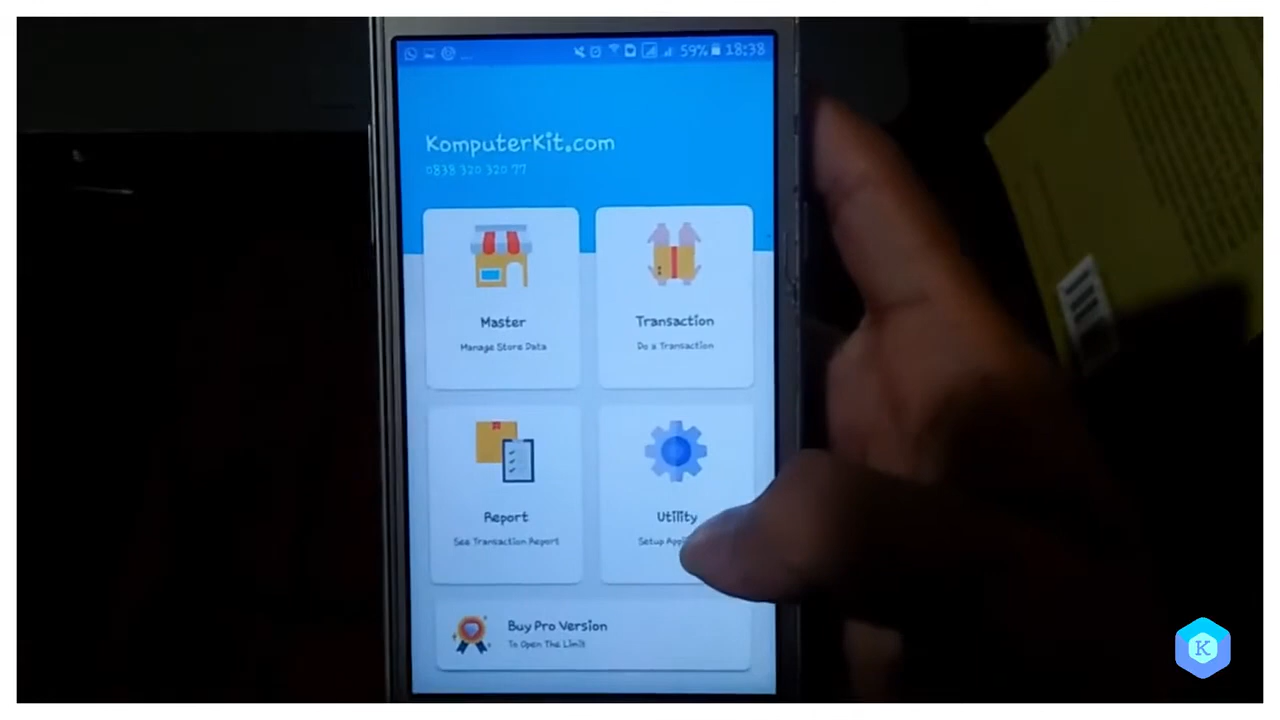 59% 18:38
KomputerKit.com
0838 320 320 77
Master
Manage Store Data
Transaction
Do a Transaction
Report
See Transaction Report
Utility
Setup
Buy Pro Version
To Open The Limit
K